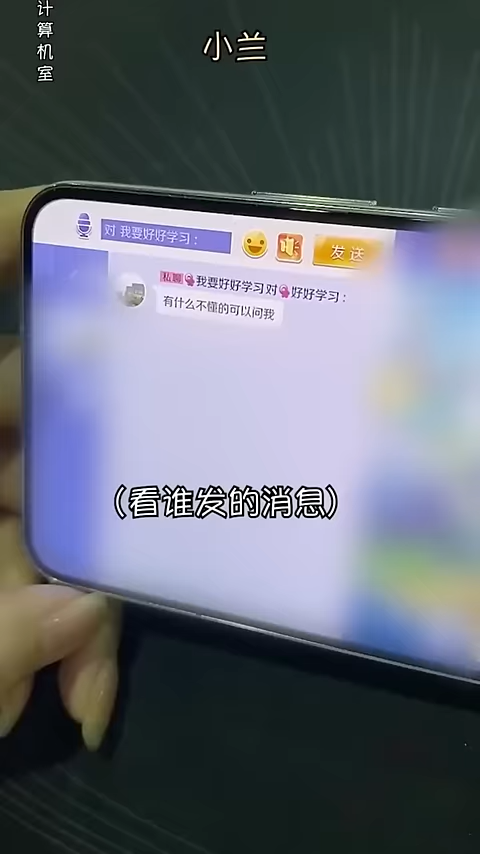 计算机室
小兰
对 我要好好学习：
发送
私聊 我要好好学习 对 好好学习：
有什么不懂的可以问我
（看谁发的消息）